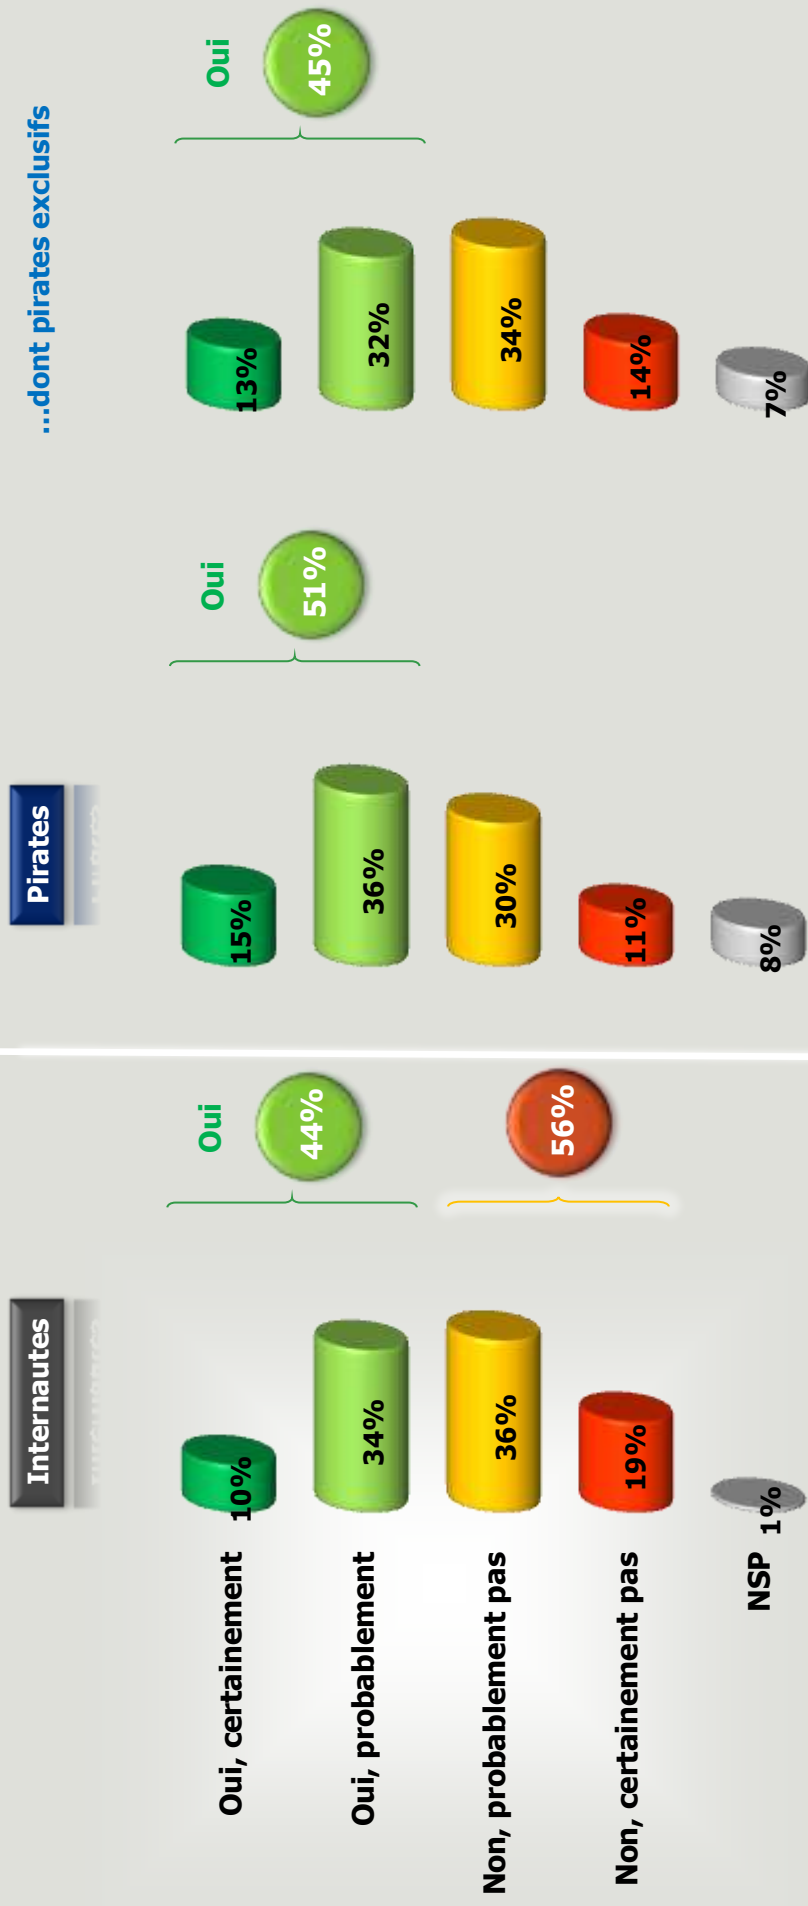 Internautes
Pirates
...dont pirates exclusifs
Oui
44%
Oui
51%
Oui
45%
Oui, certainement
10%
15%
13%
Oui, probablement
34%
36%
32%
56%
Non, probablement pas
36%
30%
34%
Non, certainement pas
19%
11%
14%
NSP
1%
8%
7%